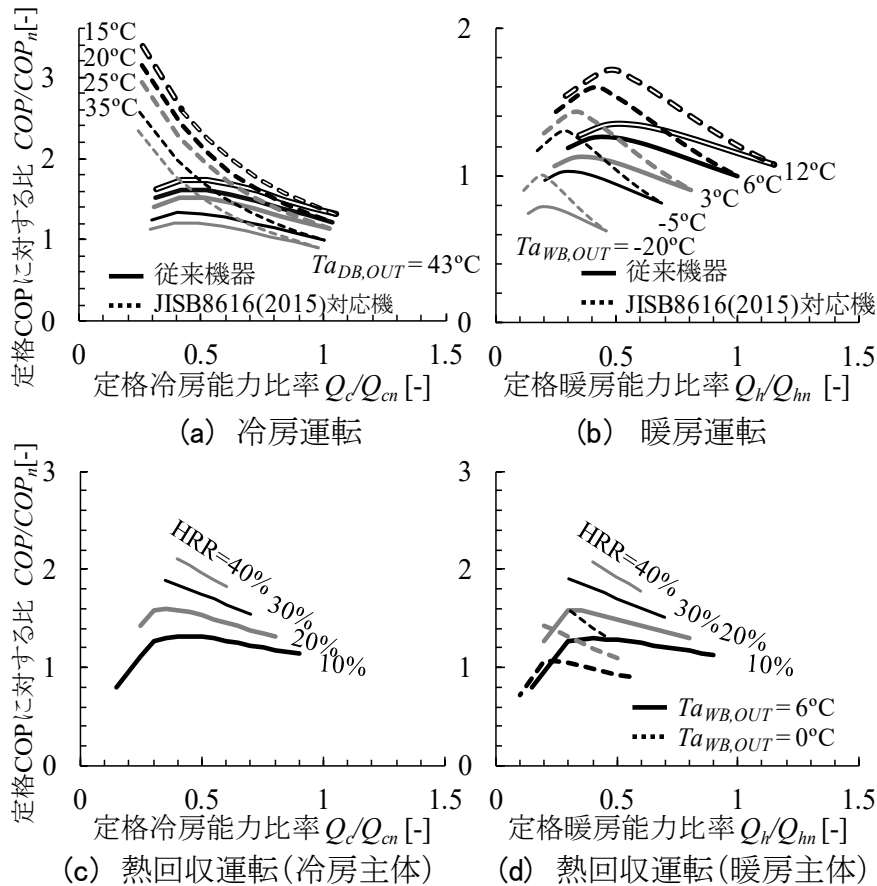 定格COPに対する比 COP/COPn[-]
3
2
1
0
15ºC
20ºC
25ºC
35ºC
TaDB,OUT = 43ºC
従来機器
JISB8616(2015)対応機
0 0.5 1 1.5
定格冷房能力比率 Qc/Qcn [-]
(a) 冷房運転
2
1
0
12ºC
6ºC
3ºC
-5ºC
TaWB,OUT = -20ºC
従来機器
JISB8616(2015)対応機
0 0.5 1 1.5
定格暖房能力比率 Qh/Qhn [-]
(b) 暖房運転
定格COPに対する比 COP/COPn[-]
3
2
1
0
HRR=40%
30%
20%
10%
0 0.5 1 1.5
定格冷房能力比率 Qc/Qcn [-]
(c) 熱回収運転(冷房主体)
3
2
1
0
HRR=40%
30%
20%
10%
TaWB,OUT = 6ºC
TaWB,OUT = 0ºC
0 0.5 1 1.5
定格暖房能力比率 Qh/Qhn [-]
(d) 熱回収運転(暖房主体)